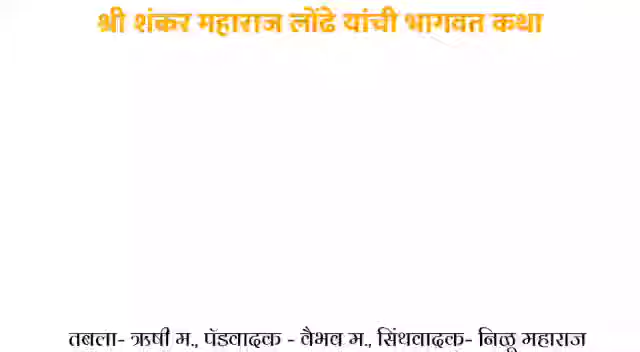 श्री शंकर महाराज लोंढे यांची भागवत कथा
तबला- ऋषी म., पॅडवादक - वैभव म., सिंथवादक- निळू महाराज